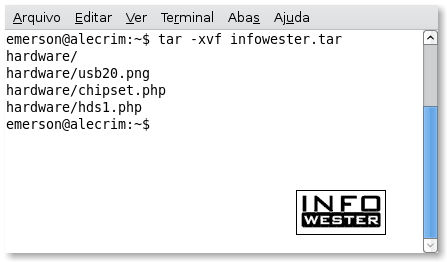 Arquivo Editar Ver Terminal Abas Ajuda
emerson@alecrim:~$ tar -xvf infowester.tar
hardware/
hardware/usb20.png
hardware/chipset.php
hardware/hds1.php
emerson@alecrim:~$
INFO
WESTER